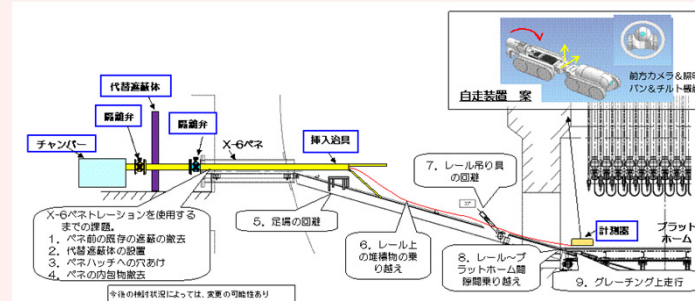 自走装置 案
前方カメラ&照明
パン&チルト機能
代替遮蔽体
隔離弁
隔離弁
チャンバー
X-6ペネ
挿入治具
7. レール吊り具
の回避
X-6ペネトレーションを使用する
までの課題。
1. ペネ前の既存の遮蔽の撤去
2. 代替遮蔽体の設置
3. ペネハッチへの穴あけ
4. ペネの内包物撤去
5. 足場の回避
6. レール上
の堆積物の乗
り越え
計測器
プラット
ホーム
8. レール~プ
ラットホーム間
隙間乗り越え
9. グレーチング上走行
今後の検討状況によっては、変更の可能性あり